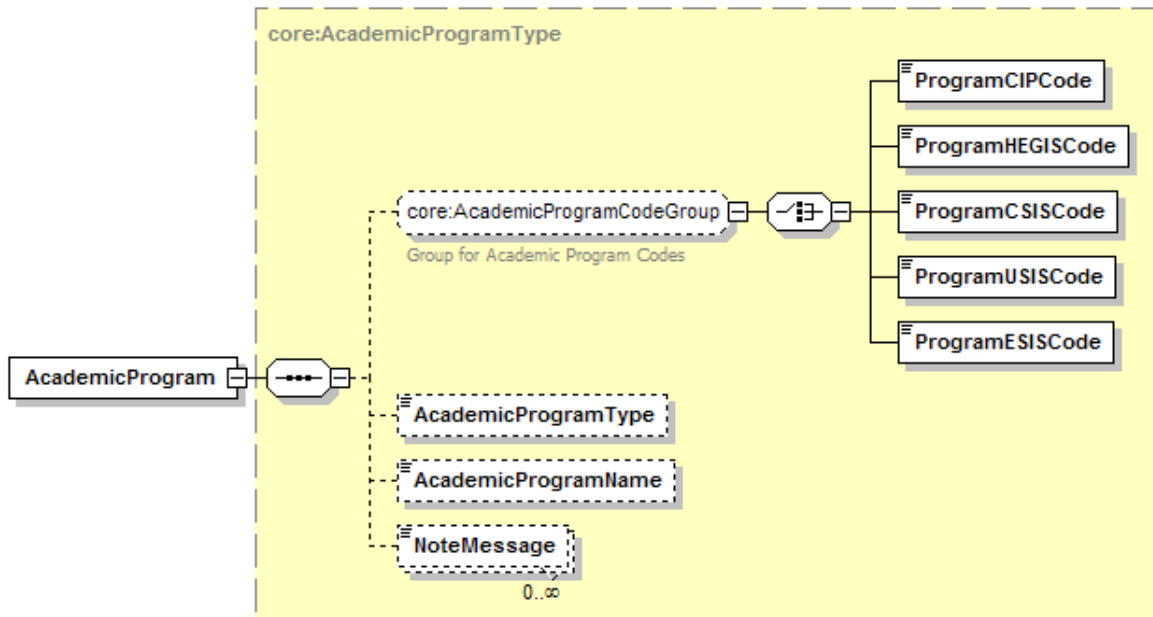 core:AcademicProgramType
ProgramCIPCode
ProgramHEGISCode
core:AcademicProgramCodeGroup
ProgramCSISCode
Group for Academic Program Codes
ProgramUSISCode
ProgramESISCode
AcademicProgram
AcademicProgramType
AcademicProgramName
NoteMessage
0..∞